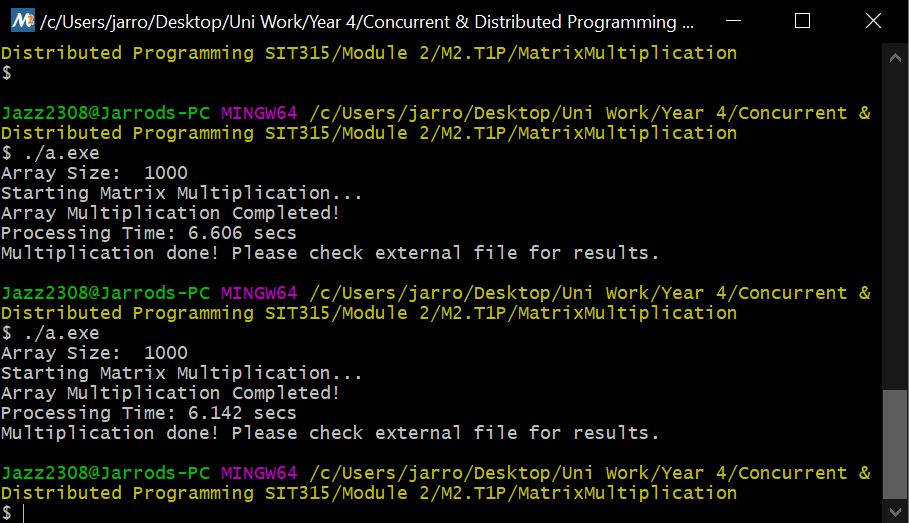 /c/Users/jarro/Desktop/Uni Work/Year 4/Concurrent & Distributed Programming ...
Distributed Programming SIT315/Module 2/M2.T1P/MatrixMultiplication
$
Jazz2308@Jarrods-PC MINGW64 /c/Users/jarro/Desktop/Uni Work/Year 4/Concurrent &
Distributed Programming SIT315/Module 2/M2.T1P/MatrixMultiplication
$ ./a.exe
Array Size:  1000
Starting Matrix Multiplication...
Array Multiplication Completed!
Processing Time: 6.606 secs
Multiplication done! Please check external file for results.
Jazz2308@Jarrods-PC MINGW64 /c/Users/jarro/Desktop/Uni Work/Year 4/Concurrent &
Distributed Programming SIT315/Module 2/M2.T1P/MatrixMultiplication
$ ./a.exe
Array Size:  1000
Starting Matrix Multiplication...
Array Multiplication Completed!
Processing Time: 6.142 secs
Multiplication done! Please check external file for results.
Jazz2308@Jarrods-PC MINGW64 /c/Users/jarro/Desktop/Uni Work/Year 4/Concurrent &
Distributed Programming SIT315/Module 2/M2.T1P/MatrixMultiplication
$